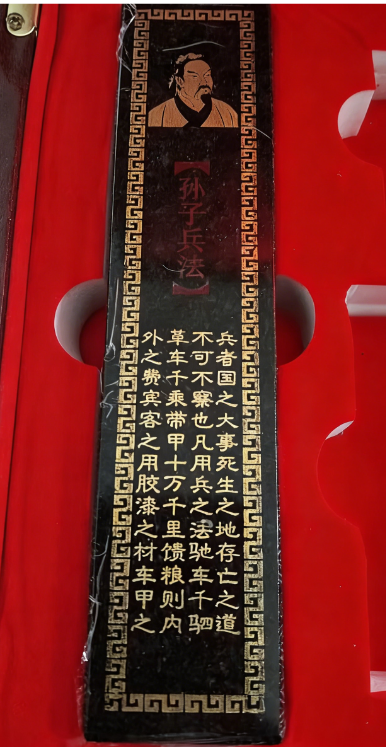 【孙子兵法】
兵者国之大事死生之地存亡之道
不可不察也凡用兵之法驰车千驷
革车千乘带甲十万千里馈粮则内
外之费宾客之用胶漆之材车甲之